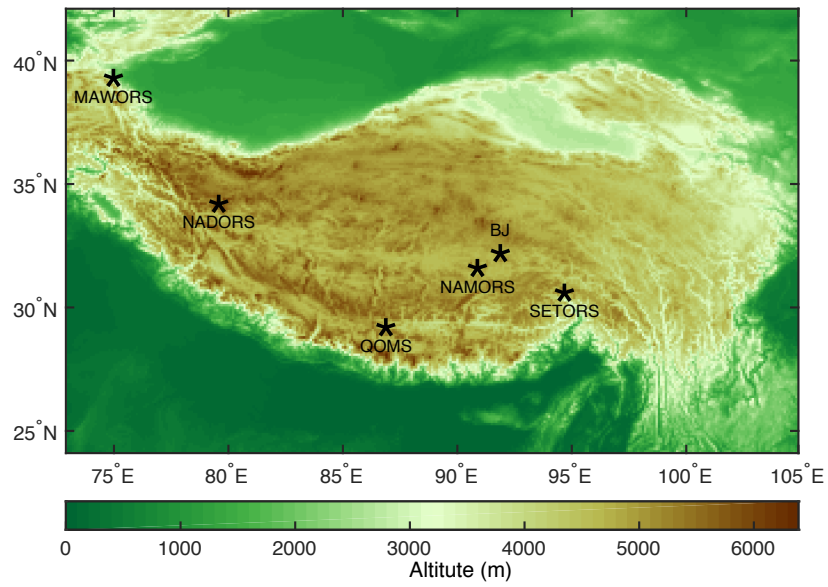 40°N
MAWORS
35°N
NADORS
BJ
NAMORS
30°N
SETORS
QOMS
25°N
75°E 80°E 85°E 90°E 95°E 100°E 105°E
0 1000 2000 3000 4000 5000 6000
Altitute (m)